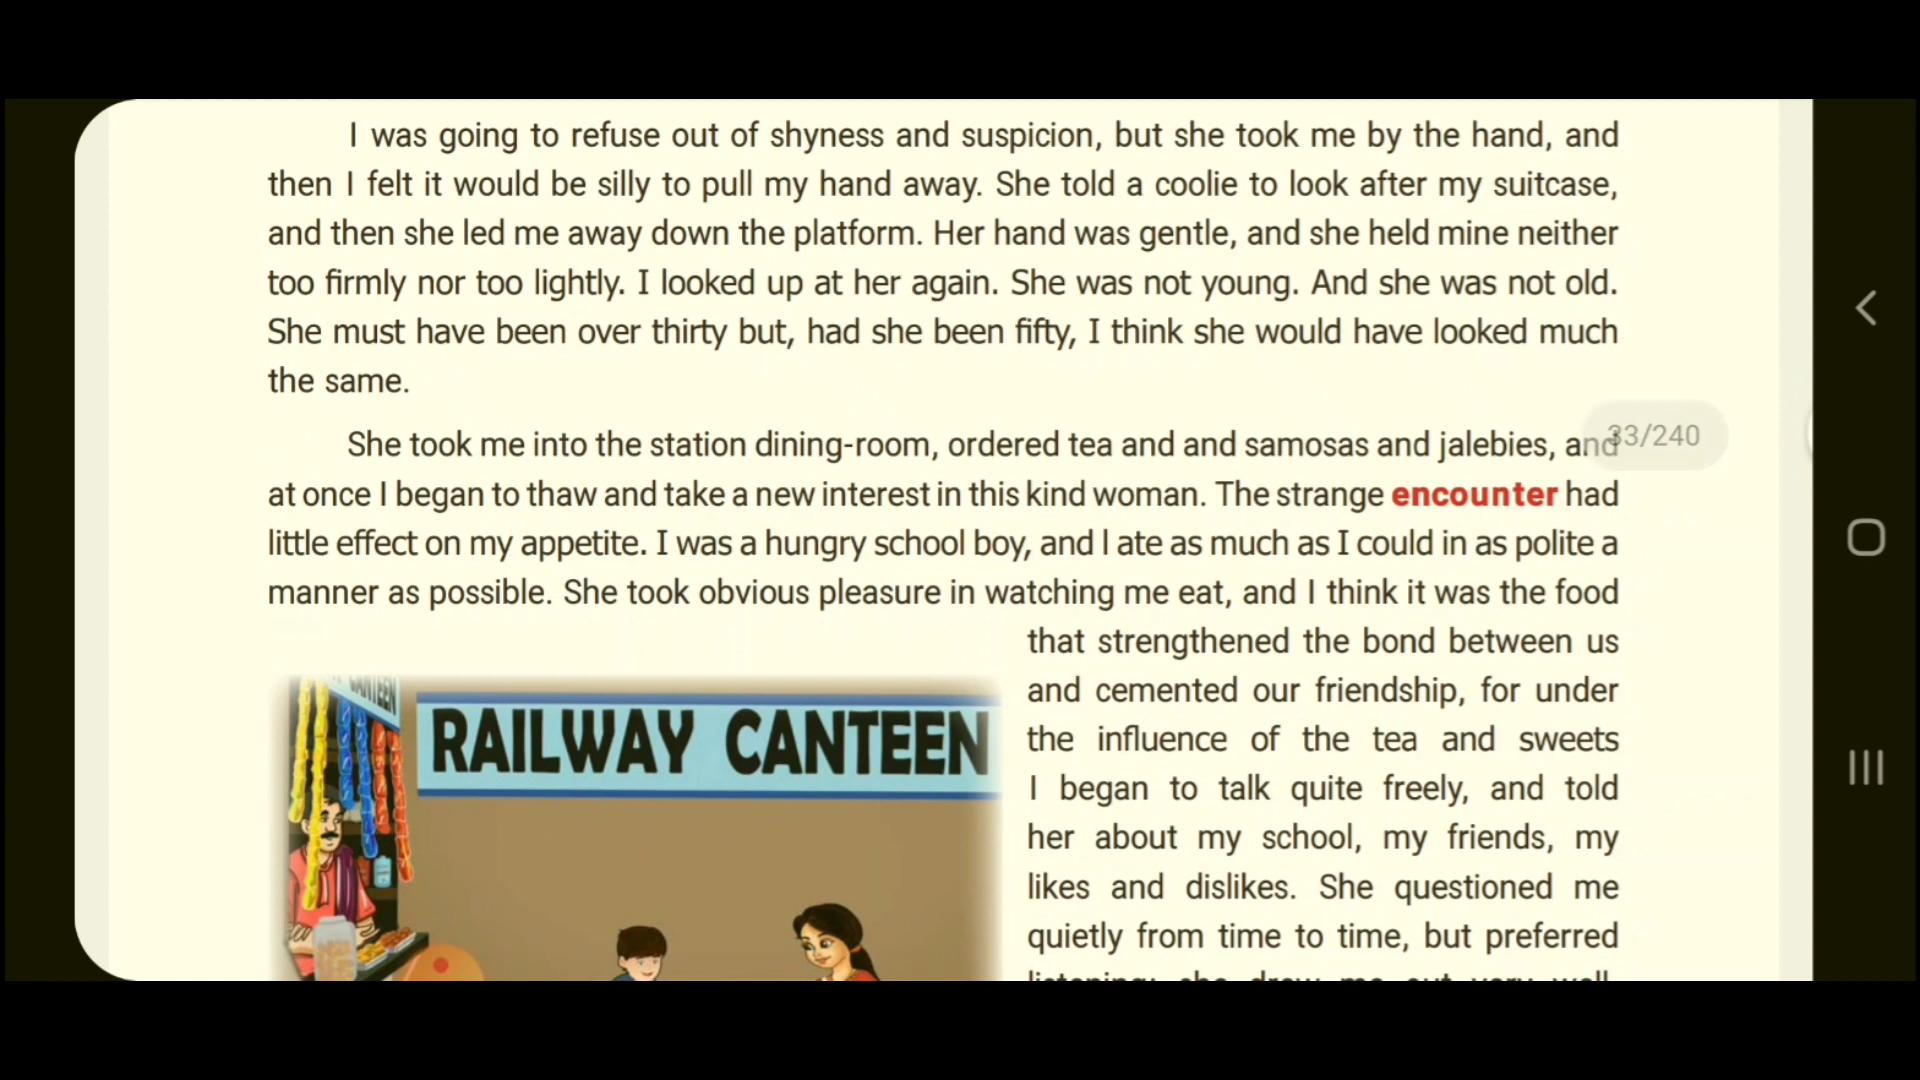 I was going to refuse out of shyness and suspicion, but she took me by the hand, and
then I felt it would be silly to pull my hand away. She told a coolie to look after my suitcase,
and then she led me away down the platform. Her hand was gentle, and she held mine neither
too firmly nor too lightly. I looked up at her again. She was not young. And she was not old.
She must have been over thirty but, had she been fifty, I think she would have looked much
the same.
She took me into the station dining-room, ordered tea and and samosas and jalebies, and
33/240
at once I began to thaw and take a new interest in this kind woman. The strange encounter had
little effect on my appetite. I was a hungry school boy, and I ate as much as I could in as polite a
manner as possible. She took obvious pleasure in watching me eat, and I think it was the food
that strengthened the bond between us
and cemented our friendship, for under
the influence of the tea and sweets
I began to talk quite freely, and told
her about my school, my friends, my
likes and dislikes. She questioned me
quietly from time to time, but preferred
listening; she drew me out very well,
CANTEEN
RAILWAY CANTEEN